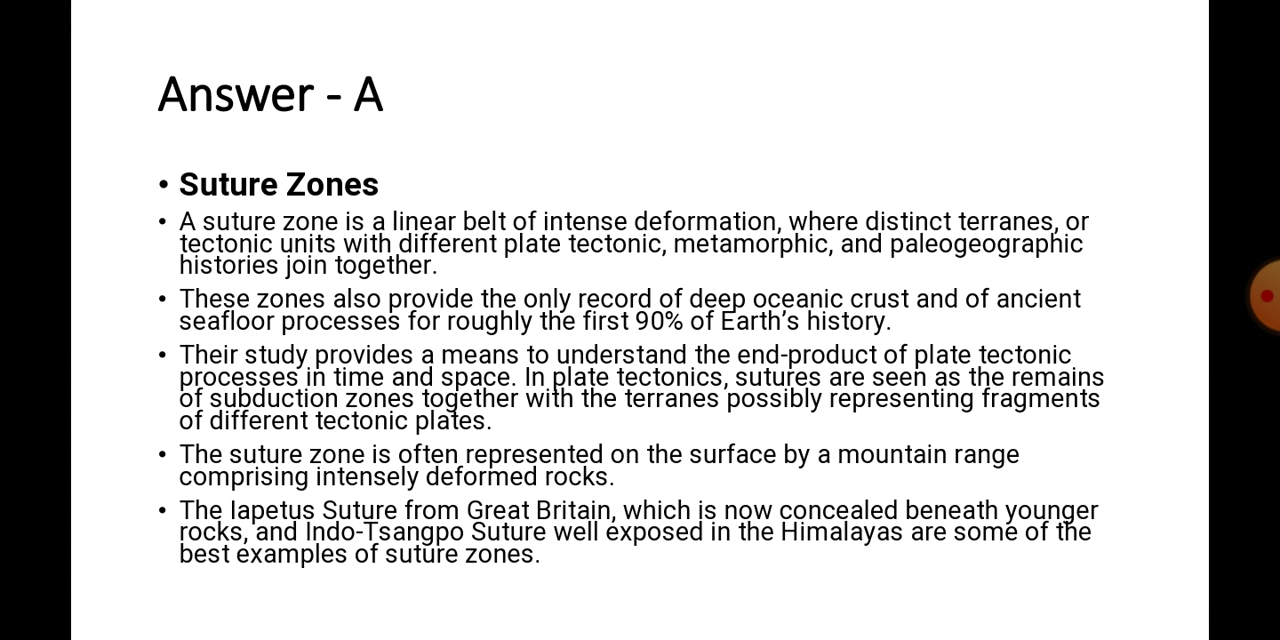 Answer - A
• Suture Zones
• A suture zone is a linear belt of intense deformation, where distinct terranes, or
tectonic units with different plate tectonic, metamorphic, and paleogeographic
histories join together.
• These zones also provide the only record of deep oceanic crust and of ancient
seafloor processes for roughly the first 90% of Earth’s history.
• Their study provides a means to understand the end-product of plate tectonic
processes in time and space. In plate tectonics, sutures are seen as the remains
of subduction zones together with the terranes possibly representing fragments
of different tectonic plates.
• The suture zone is often represented on the surface by a mountain range
comprising intensely deformed rocks.
• The Iapetus Suture from Great Britain, which is now concealed beneath younger
rocks, and Indo-Tsangpo Suture well exposed in the Himalayas are some of the
best examples of suture zones.